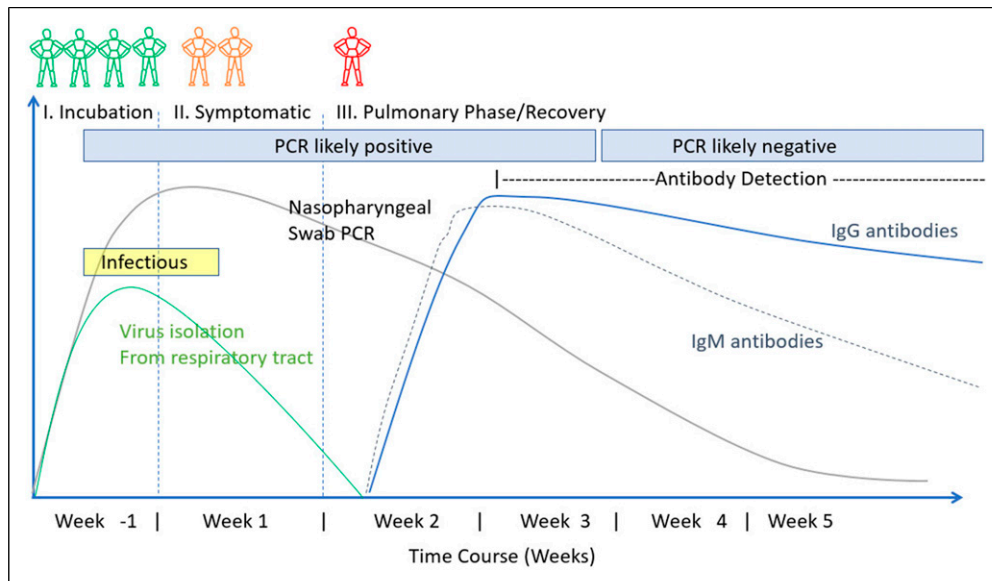 I. Incubation
II. Symptomatic
III. Pulmonary Phase/Recovery
PCR likely positive
PCR likely negative
|-------------------Antibody Detection -------------------
Nasopharyngeal
Swab PCR
IgG antibodies
Infectious
Virus isolation
From respiratory tract
IgM antibodies
Week -1 | Week 1 | Week 2 | Week 3 | Week 4 | Week 5
Time Course (Weeks)